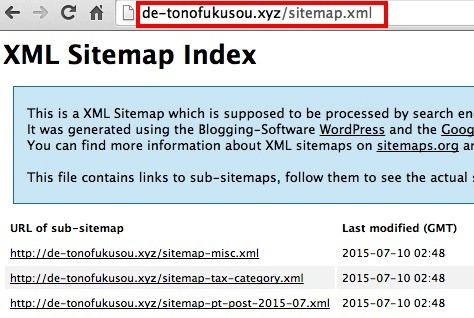 de-tonofukusou.xyz/sitemap.xml
XML Sitemap Index
This is a XML Sitemap which is supposed to be processed by search
It was generated using the Blogging-Software WordPress and the
You can find more information about XML sitemaps on sitemaps.org
This file contains links to sub-sitemaps, follow them to see the actual
URL of sub-sitemap Last modified (GMT)
http://de-tonofukusou.xyz/sitemap-misc.xml 2015-07-10 02:48
http://de-tonofukusou.xyz/sitemap-tax-category.xml 2015-07-10 02:48
http://de-tonofukusou.xyz/sitemap-pt-post-2015-07.xml 2015-07-10 02:48